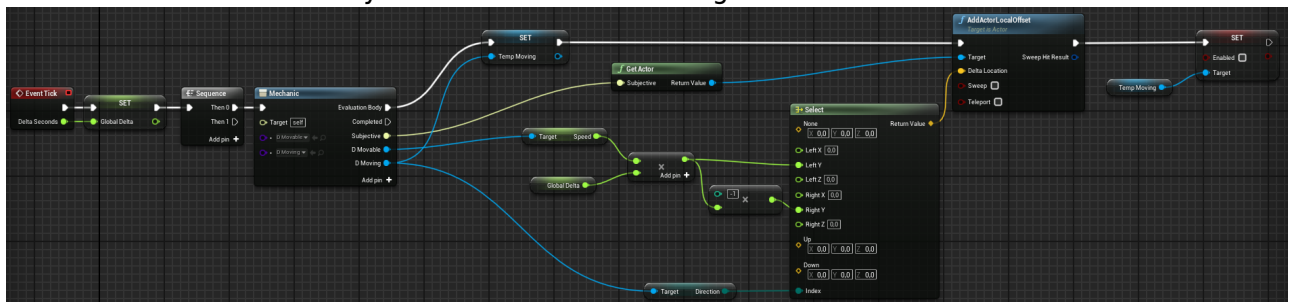 Event Tick
Delta Seconds
SET
Global Delta
Sequence
Then 0
Then 1
Add pin +
Mechanic
Target self
D Movable
D Moving
Evaluation Body
Completed
Subjective
D Movable
D Moving
Add pin +
SET
Temp Moving
f Get Actor
Subjective Return Value
Target Speed
Global Delta
×
Add pin +
-1 ×
Target Direction
Select
None
X 0,0 Y 0,0 Z 0,0
Return Value
Left X 0,0
Left Y
Left Z 0,0
Right X 0,0
Right Y
Right Z 0,0
Up
X 0,0 Y 0,0 Z 0,0
Down
X 0,0 Y 0,0 Z 0,0
Index
f AddActorLocalOffset
Target is Actor
Target
Sweep Hit Result
Delta Location
Sweep
Teleport
Temp Moving
SET
Enabled
Target